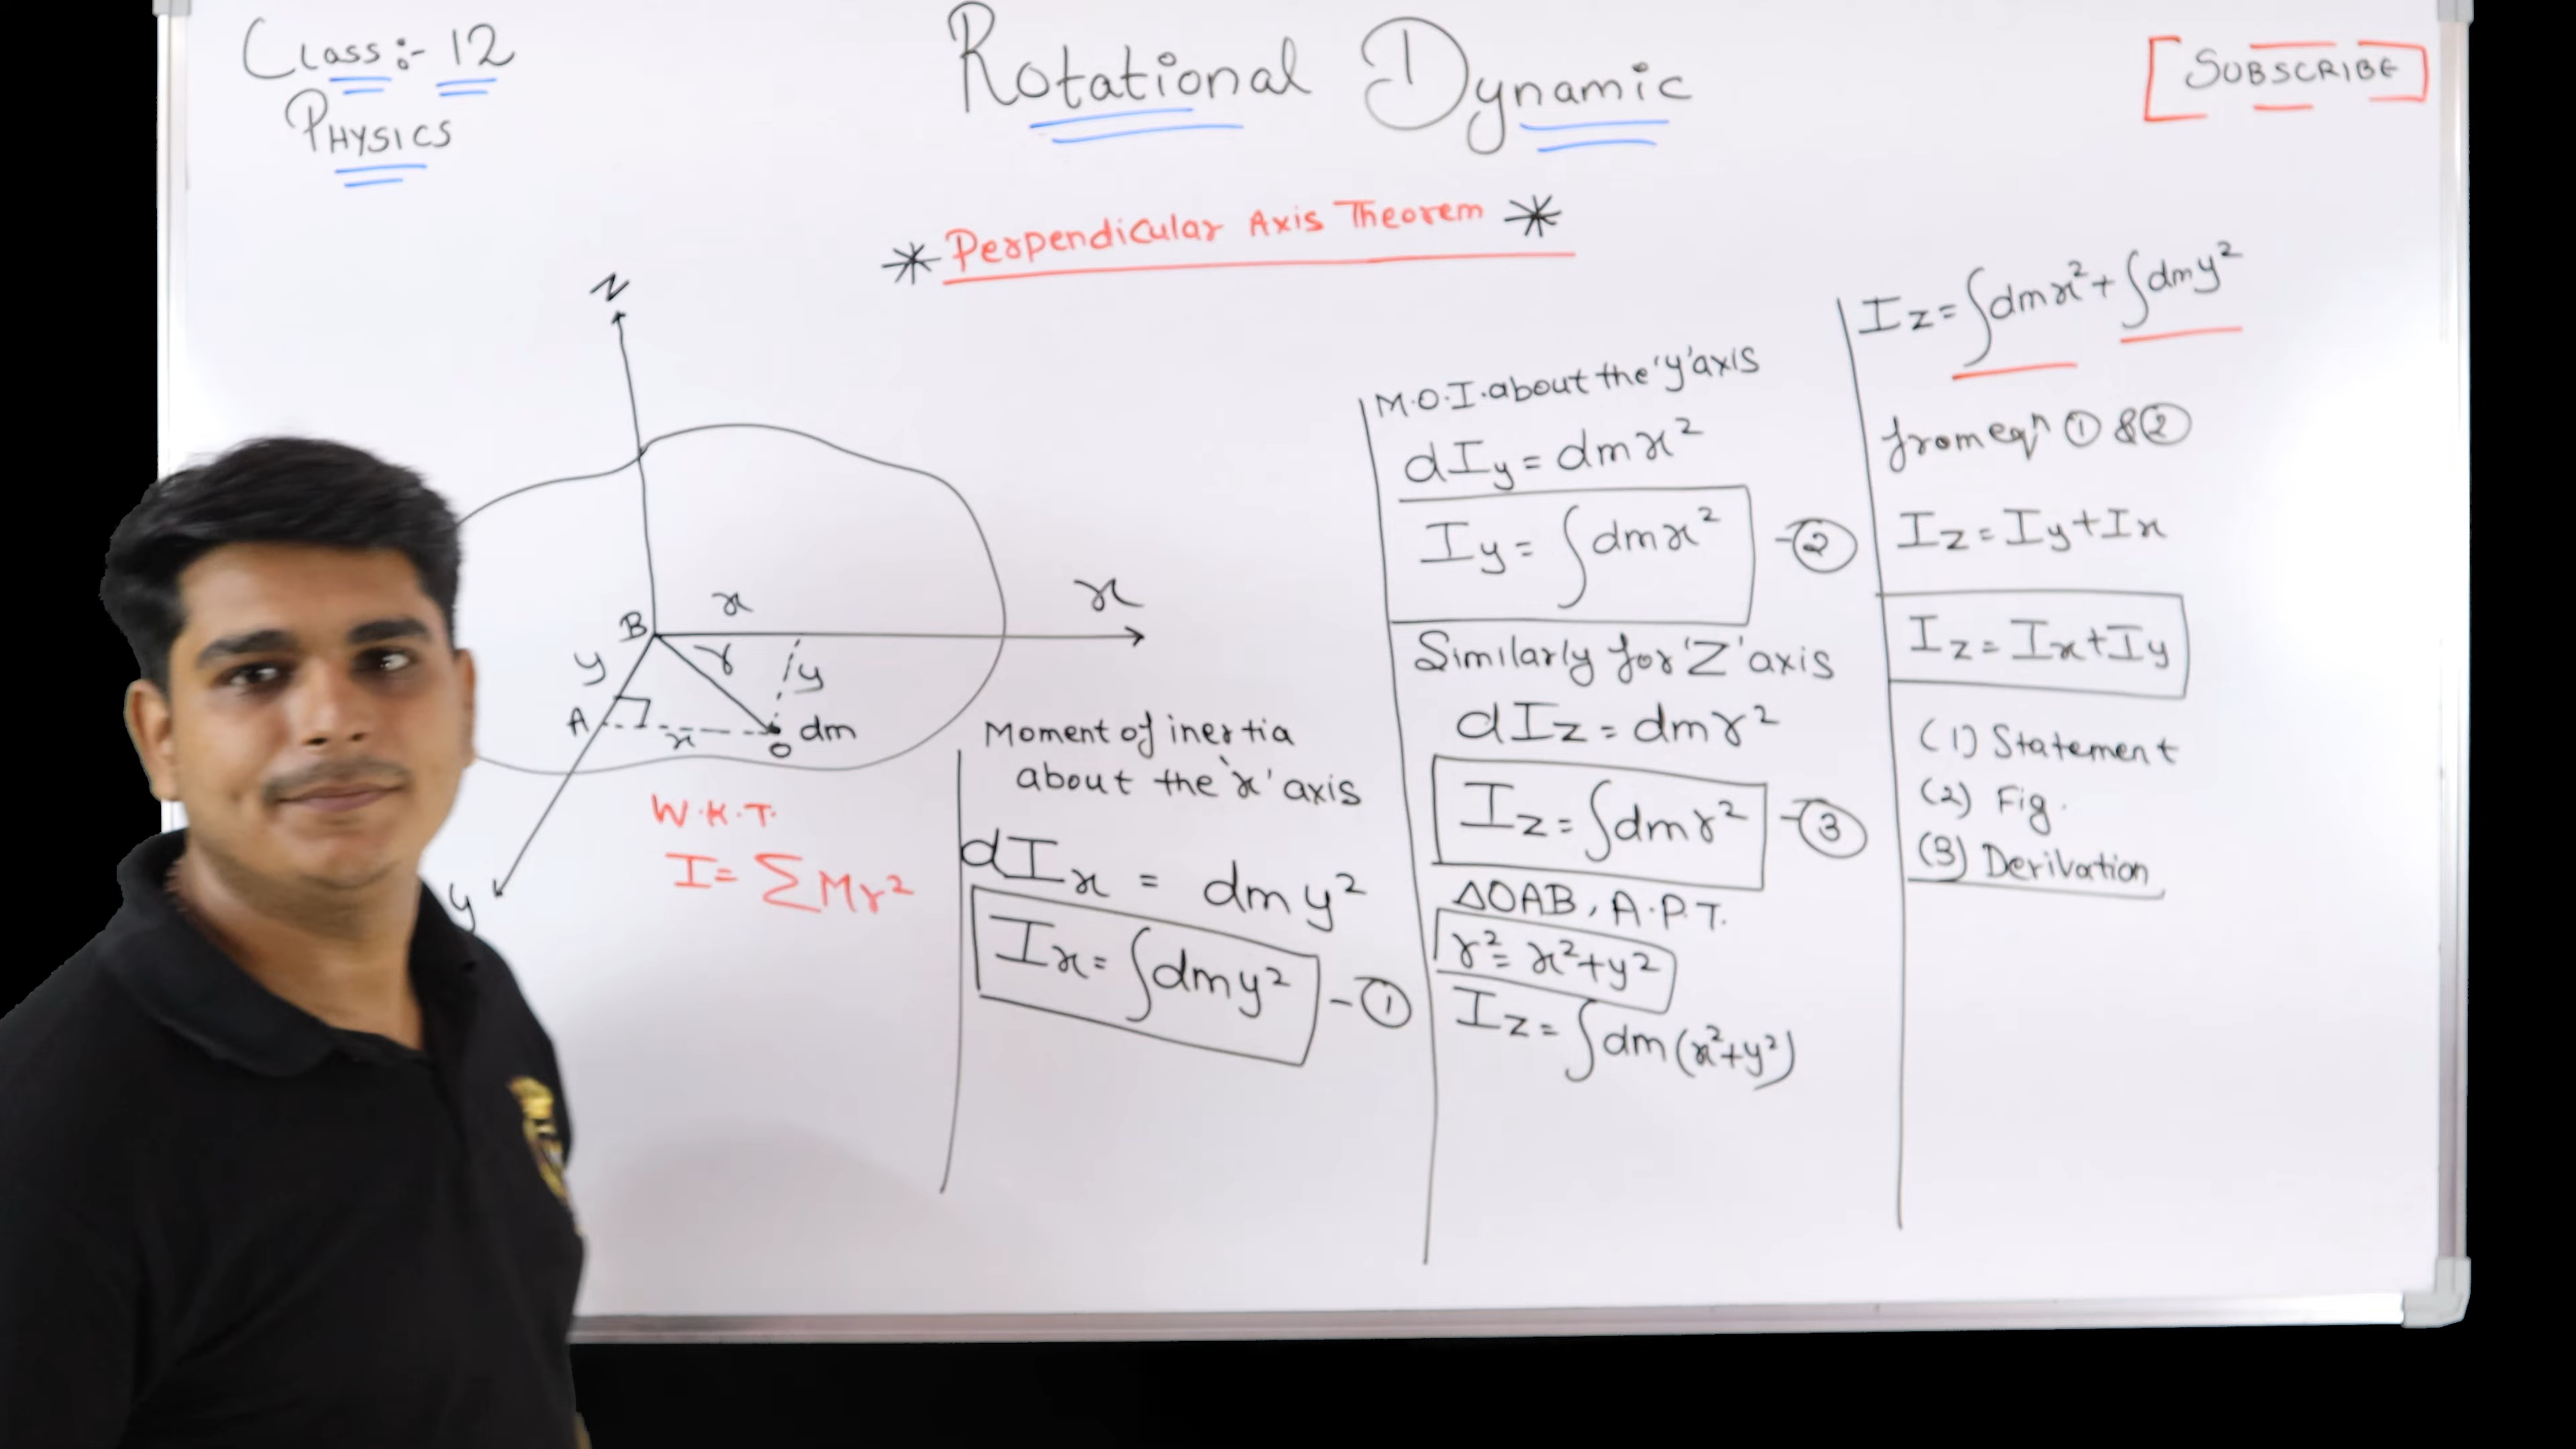 Class:- 12
Physics
Rotational Dynamic
[SUBSCRIBE]
* Perpendicular Axis Theorem *
Z
x
B
x
r
y
y
A
x
O
dm
y
W.K.T.
I = ΣMr²
Moment of inertia
about the 'x' axis
dIx = dmy²
Ix = ∫dmy² -①
M.O.I. about the 'y' axis
dIy = dmx²
Iy = ∫dmx² -②
Similarly for 'Z' axis
dIz = dmr²
Iz = ∫dmr² -③
ΔOAB, A.P.T.
r² = x²+y²
Iz = ∫dm(x²+y²)
Iz = ∫dmx² + ∫dmy²
from eqⁿ ① & ②
Iz = Iy + Ix
Iz = Ix + Iy
(1) Statement
(2) Fig.
(3) Derivation